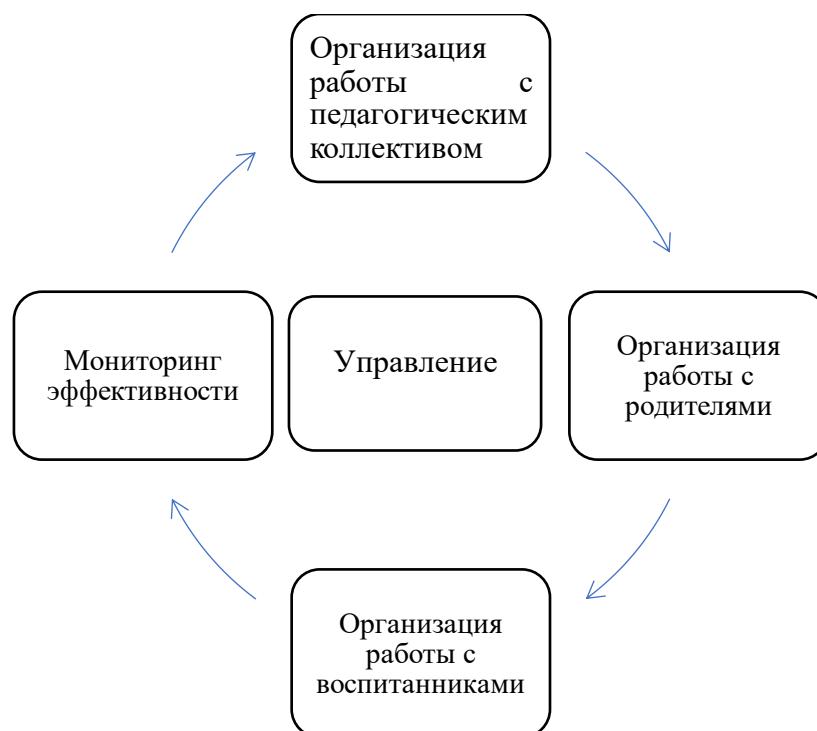 Организация
работы с
педагогическим
коллективом
Мониторинг
эффективности
Управление
Организация
работы с
родителями
Организация
работы с
воспитанниками